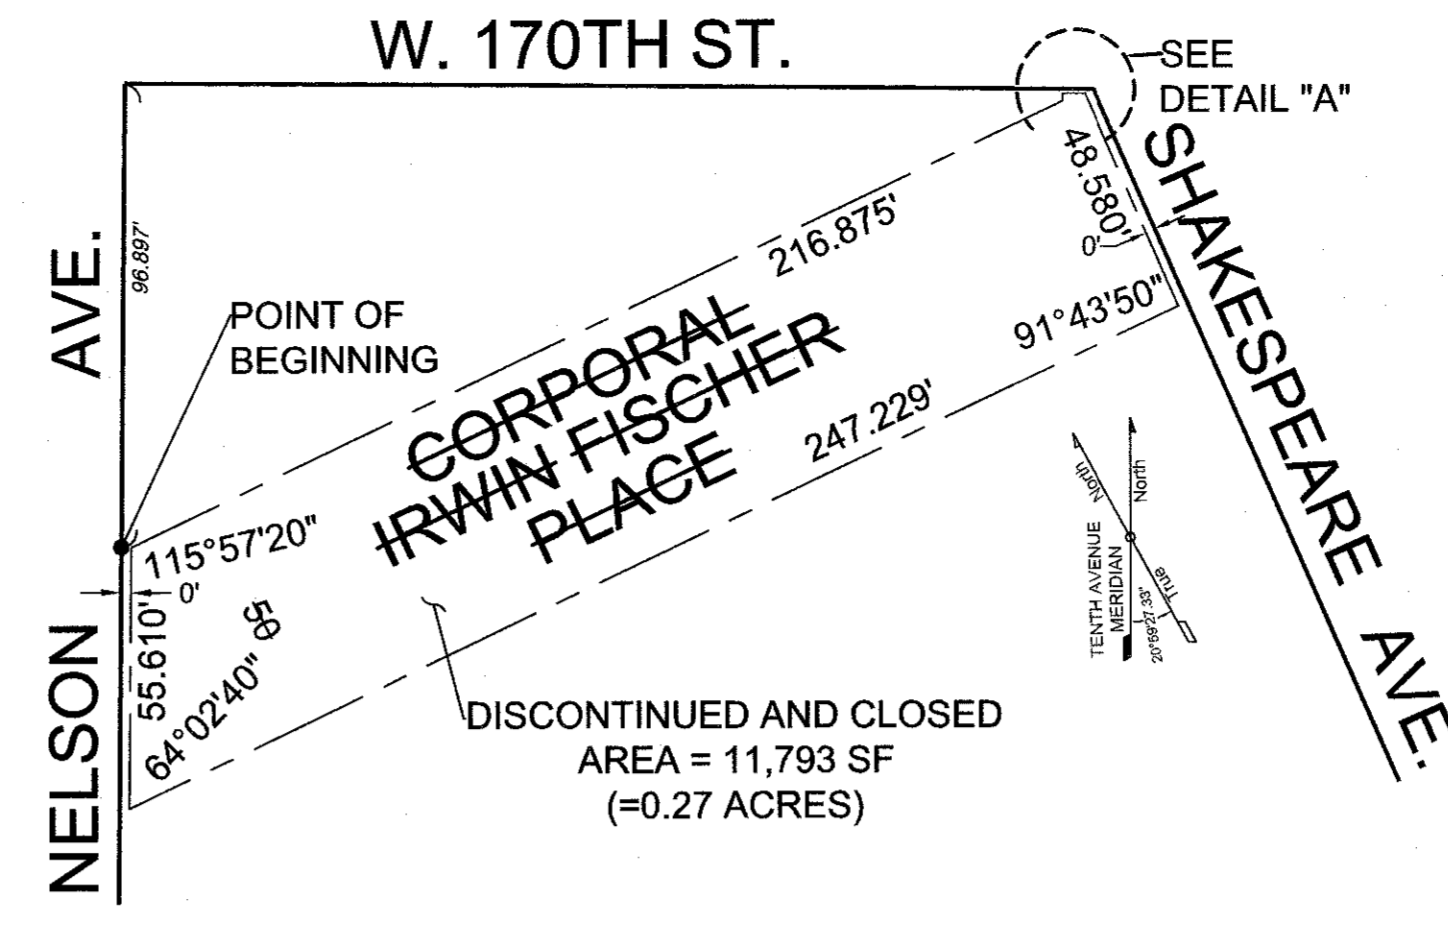 W. 170TH ST.
SEE
DETAIL "A"
NELSON AVE.
96.897'
SHAKESPEARE AVE.
48.580'
0'
216.875'
POINT OF
BEGINNING
CORPORAL
IRWIN FISCHER
PLACE
91°43'50"
247.229'
115°57'20"
0'
55.610'
50
64°02'40"
North
North
TENTH AVENUE
MERIDIAN
True
20°59'27.33"
DISCONTINUED AND CLOSED
AREA = 11,793 SF
(=0.27 ACRES)